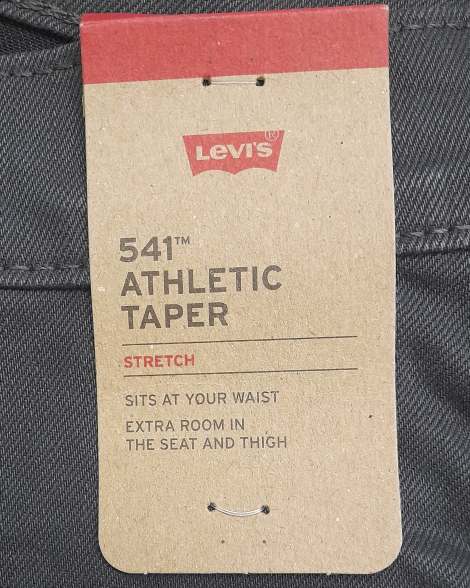 Levi's®
541™
ATHLETIC
TAPER
STRETCH
SITS AT YOUR WAIST
EXTRA ROOM IN
THE SEAT AND THIGH